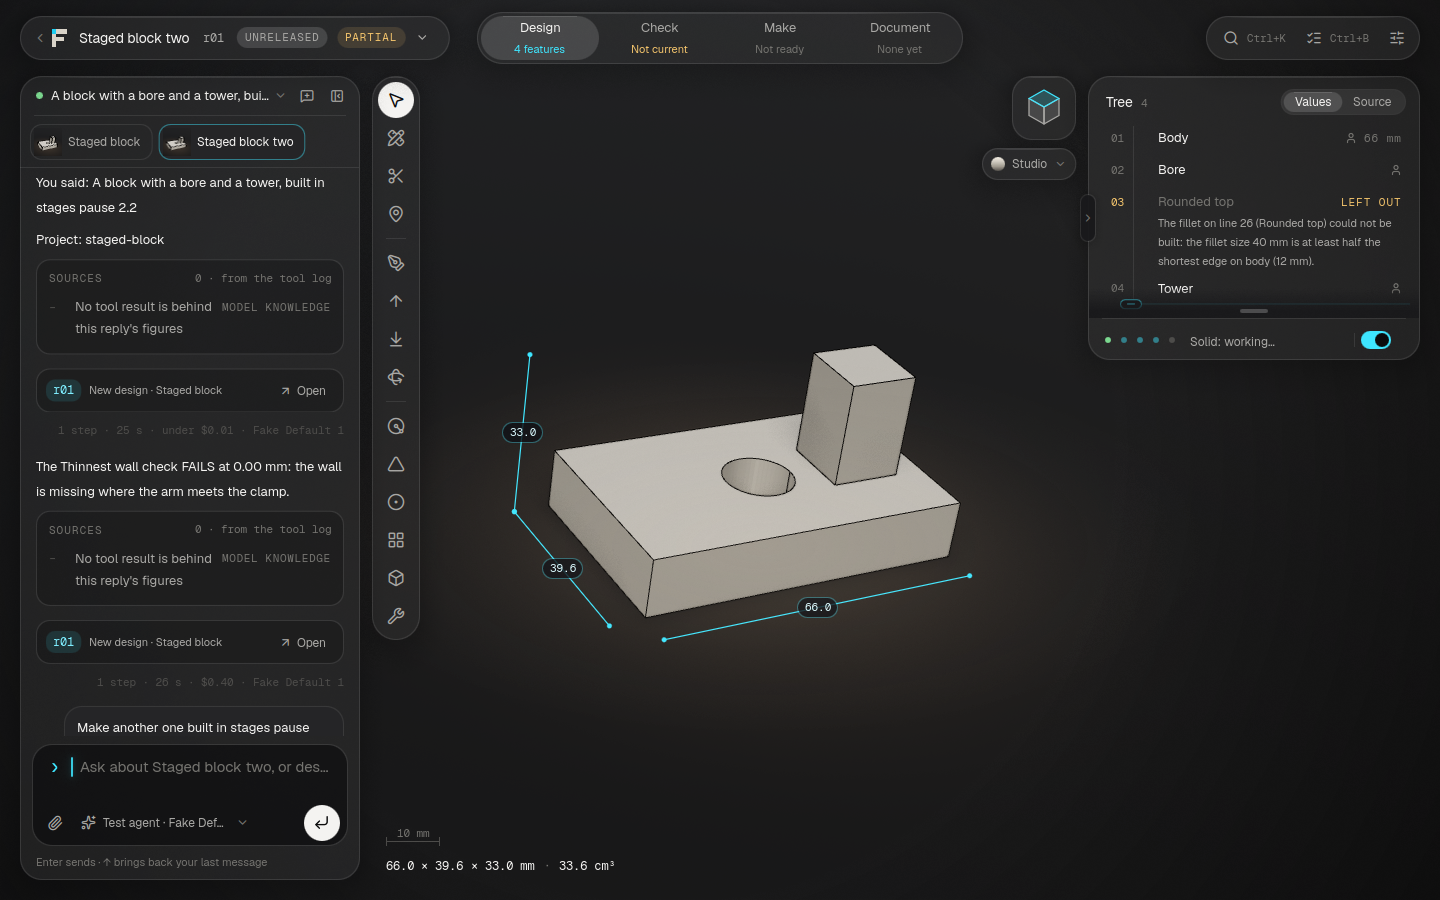 Staged block two r01 UNRELEASED PARTIAL
Design
4 features
Check
Not current
Make
Not ready
Document
None yet
Ctrl+K Ctrl+B
A block with a bore and a tower, bui...
Staged block
Staged block two
You said: A block with a bore and a tower, built in
stages pause 2.2
Project: staged-block
SOURCES 0 · from the tool log
– No tool result is behind MODEL KNOWLEDGE
this reply's figures
r01 New design · Staged block Open
1 step · 25 s · under $0.01 · Fake Default 1
The Thinnest wall check FAILS at 0.00 mm: the wall
is missing where the arm meets the clamp.
SOURCES 0 · from the tool log
– No tool result is behind MODEL KNOWLEDGE
this reply's figures
r01 New design · Staged block Open
1 step · 26 s · $0.40 · Fake Default 1
Make another one built in stages pause
Ask about Staged block two, or des...
Test agent · Fake Def...
Enter sends · ↑ brings back your last message
Studio
33.0
39.6
66.0
10 mm
66.0 × 39.6 × 33.0 mm · 33.6 cm³
Tree 4
Values Source
01 Body 66 mm
02 Bore
03 Rounded top LEFT OUT
The fillet on line 26 (Rounded top) could not be
built: the fillet size 40 mm is at least half the
shortest edge on body (12 mm).
04 Tower
Solid: working...